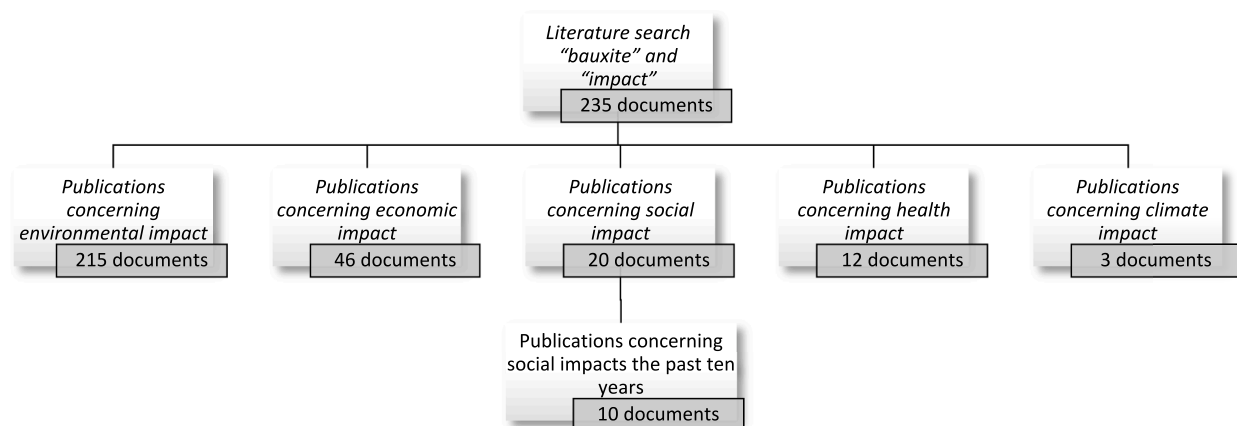 Literature search
“bauxite” and
“impact”
235 documents
Publications
concerning
environmental impact
215 documents
Publications
concerning economic
impact
46 documents
Publications
concerning social
impact
20 documents
Publications
concerning health
impact
12 documents
Publications
concerning climate
impact
3 documents
Publications concerning
social impacts the past ten
years
10 documents